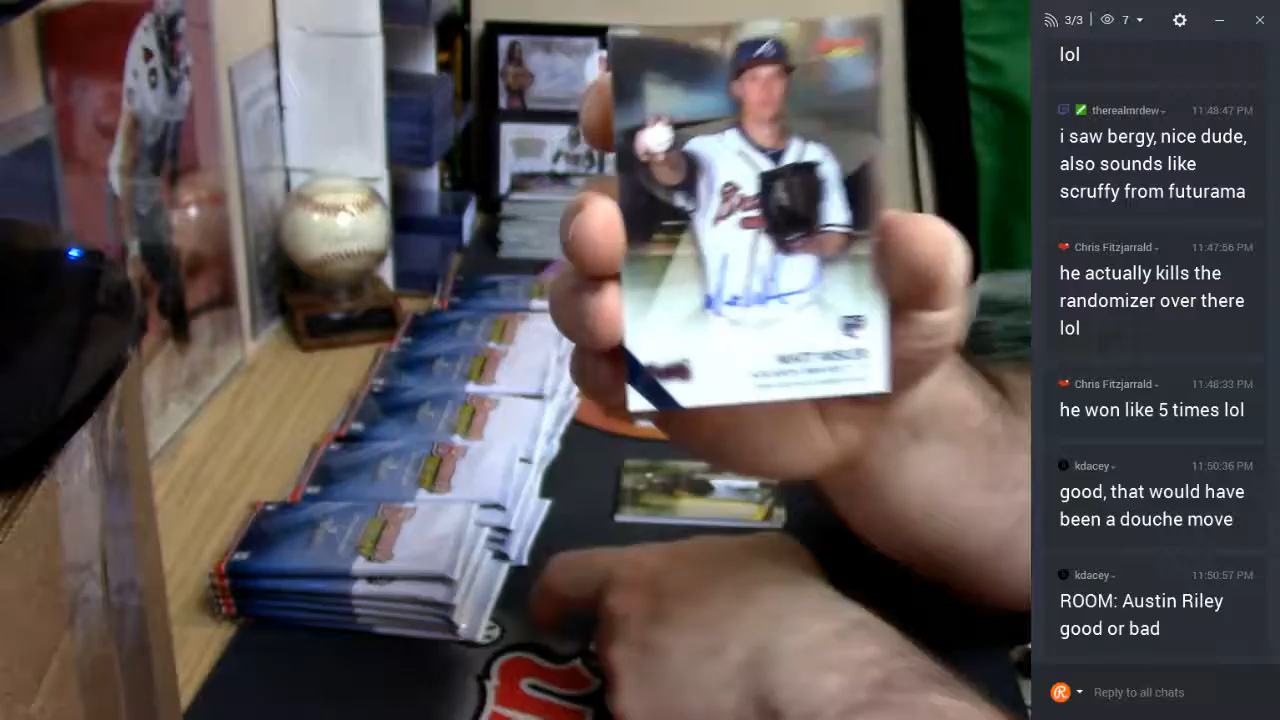 3/3
7
lol
therealmrdew
11:48:47 PM
i saw bergy, nice dude,
also sounds like
scruffy from futurama
Chris Fitzjarrald
11:47:56 PM
he actually kills the
randomizer over there
lol
Chris Fitzjarrald
11:48:33 PM
he won like 5 times lol
kdacey
11:50:36 PM
good, that would have
been a douche move
kdacey
11:50:57 PM
ROOM: Austin Riley
good or bad
Reply to all chats